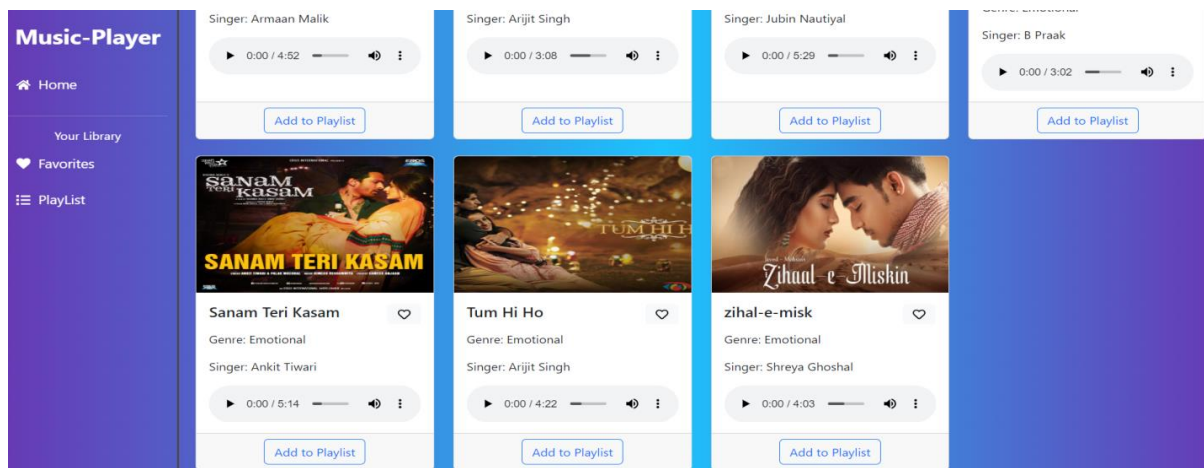 Music-Player
Home
Your Library
Favorites
PlayList
Singer: Armaan Malik
0:00 / 4:52
Add to Playlist
Singer: Arijit Singh
0:00 / 3:08
Add to Playlist
Singer: Jubin Nautiyal
0:00 / 5:29
Add to Playlist
Singer: B Praak
0:00 / 3:02
Add to Playlist
SANAM
TERI KASAM
SANAM TERI KASAM
Sanam Teri Kasam
Genre: Emotional
Singer: Ankit Tiwari
0:00 / 5:14
Add to Playlist
TUM HI H
Tum Hi Ho
Genre: Emotional
Singer: Arijit Singh
0:00 / 4:22
Add to Playlist
Zihaal-e-Miskin
zihal-e-misk
Genre: Emotional
Singer: Shreya Ghoshal
0:00 / 4:03
Add to Playlist